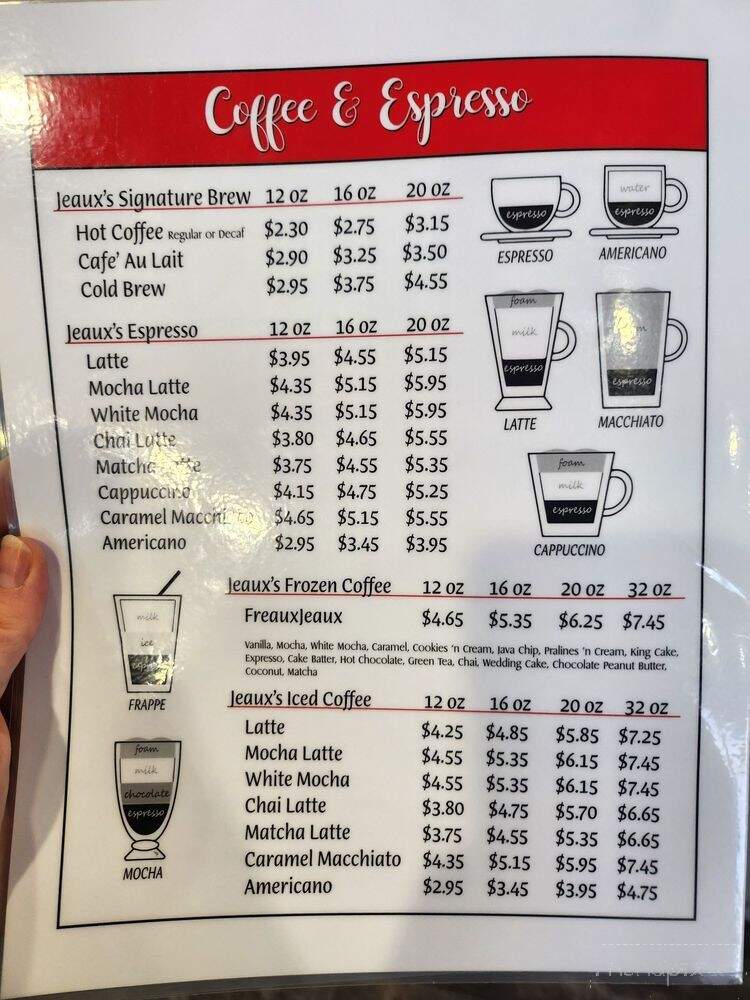 Coffee & Espresso
Jeaux's Signature Brew 12 oz 16 oz 20 oz
Hot Coffee Regular or Decaf $2.30 $2.75 $3.15
Cafe' Au Lait $2.90 $3.25 $3.50
Cold Brew $2.95 $3.75 $4.55
espresso
ESPRESSO
water
espresso
AMERICANO
Jeaux's Espresso 12 oz 16 oz 20 oz
Latte $3.95 $4.55 $5.15
Mocha Latte $4.35 $5.15 $5.95
White Mocha $4.35 $5.15 $5.95
Chai Latte $3.80 $4.65 $5.55
Matcha Latte $3.75 $4.55 $5.35
Cappuccino $4.15 $4.75 $5.25
Caramel Macchiato $4.65 $5.15 $5.55
Americano $2.95 $3.45 $3.95
foam
milk
espresso
LATTE
espresso
MACCHIATO
foam
milk
espresso
CAPPUCCINO
milk
ice
FRAPPE
Jeaux's Frozen Coffee 12 oz 16 oz 20 oz 32 oz
FreauxJeaux $4.65 $5.35 $6.25 $7.45
Vanilla, Mocha, White Mocha, Caramel, Cookies 'n Cream, Java Chip, Pralines 'n Cream, King Cake,
Expresso, Cake Batter, Hot Chocolate, Green Tea, Chai, Wedding Cake, Chocolate Peanut Butter,
Coconut, Matcha
foam
milk
chocolate
espresso
MOCHA
Jeaux's Iced Coffee 12 oz 16 oz 20 oz 32 oz
Latte $4.25 $4.85 $5.85 $7.25
Mocha Latte $4.55 $5.35 $6.15 $7.45
White Mocha $4.55 $5.35 $6.15 $7.45
Chai Latte $3.80 $4.75 $5.70 $6.65
Matcha Latte $3.75 $4.55 $5.35 $6.65
Caramel Macchiato $4.35 $5.15 $5.95 $7.45
Americano $2.95 $3.45 $3.95 $4.75